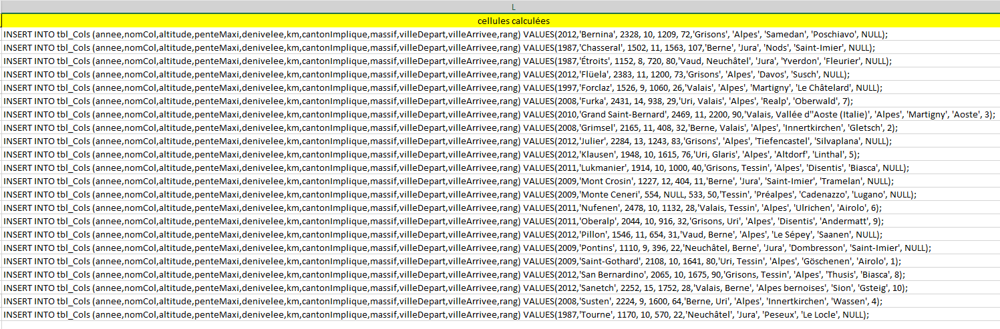 L
cellules calculées
INSERT INTO tbl_Cols (annee,nomCol,altitude,penteMaxi,denivelee,km,cantonImplique,massif,villeDepart,villeArrivee,rang) VALUES(2012,'Bernina', 2328, 10, 1209, 72,'Grisons', 'Alpes', 'Samedan', 'Poschiavo', NULL);
INSERT INTO tbl_Cols (annee,nomCol,altitude,penteMaxi,denivelee,km,cantonImplique,massif,villeDepart,villeArrivee,rang) VALUES(1987,'Chasseral', 1502, 11, 1563, 107,'Berne', 'Jura', 'Nods', 'Saint-Imier', NULL);
INSERT INTO tbl_Cols (annee,nomCol,altitude,penteMaxi,denivelee,km,cantonImplique,massif,villeDepart,villeArrivee,rang) VALUES(1987,'Étroits', 1152, 8, 720, 80,'Vaud, Neuchâtel', 'Jura', 'Yverdon', 'Fleurier', NULL);
INSERT INTO tbl_Cols (annee,nomCol,altitude,penteMaxi,denivelee,km,cantonImplique,massif,villeDepart,villeArrivee,rang) VALUES(2012,'Flüela', 2383, 11, 1200, 73,'Grisons', 'Alpes', 'Davos', 'Susch', NULL);
INSERT INTO tbl_Cols (annee,nomCol,altitude,penteMaxi,denivelee,km,cantonImplique,massif,villeDepart,villeArrivee,rang) VALUES(1997,'Forclaz', 1526, 9, 1060, 26,'Valais', 'Alpes', 'Martigny', 'Le Châtelard', NULL);
INSERT INTO tbl_Cols (annee,nomCol,altitude,penteMaxi,denivelee,km,cantonImplique,massif,villeDepart,villeArrivee,rang) VALUES(2008,'Furka', 2431, 14, 938, 29,'Uri, Valais', 'Alpes', 'Realp', 'Oberwald', 7);
INSERT INTO tbl_Cols (annee,nomCol,altitude,penteMaxi,denivelee,km,cantonImplique,massif,villeDepart,villeArrivee,rang) VALUES(2010,'Grand Saint-Bernard', 2469, 11, 2200, 90,'Valais, Vallée d''Aoste (Italie)', 'Alpes', 'Martigny', 'Aoste', 3);
INSERT INTO tbl_Cols (annee,nomCol,altitude,penteMaxi,denivelee,km,cantonImplique,massif,villeDepart,villeArrivee,rang) VALUES(2008,'Grimsel', 2165, 11, 408, 32,'Berne, Valais', 'Alpes', 'Innertkirchen', 'Gletsch', 2);
INSERT INTO tbl_Cols (annee,nomCol,altitude,penteMaxi,denivelee,km,cantonImplique,massif,villeDepart,villeArrivee,rang) VALUES(2012,'Julier', 2284, 13, 1243, 83,'Grisons', 'Alpes', 'Tiefencastel', 'Silvaplana', NULL);
INSERT INTO tbl_Cols (annee,nomCol,altitude,penteMaxi,denivelee,km,cantonImplique,massif,villeDepart,villeArrivee,rang) VALUES(2012,'Klausen', 1948, 10, 1615, 76,'Uri, Glaris', 'Alpes', 'Altdorf', 'Linthal', 5);
INSERT INTO tbl_Cols (annee,nomCol,altitude,penteMaxi,denivelee,km,cantonImplique,massif,villeDepart,villeArrivee,rang) VALUES(2011,'Lukmanier', 1914, 10, 1000, 40,'Grisons, Tessin', 'Alpes', 'Disentis', 'Biasca', NULL);
INSERT INTO tbl_Cols (annee,nomCol,altitude,penteMaxi,denivelee,km,cantonImplique,massif,villeDepart,villeArrivee,rang) VALUES(2009,'Mont Crosin', 1227, 12, 404, 11,'Berne', 'Jura', 'Saint-Imier', 'Tramelan', NULL);
INSERT INTO tbl_Cols (annee,nomCol,altitude,penteMaxi,denivelee,km,cantonImplique,massif,villeDepart,villeArrivee,rang) VALUES(2009,'Monte Ceneri', 554, NULL, 533, 50,'Tessin', 'Préalpes', 'Cadenazzo', 'Lugano', NULL);
INSERT INTO tbl_Cols (annee,nomCol,altitude,penteMaxi,denivelee,km,cantonImplique,massif,villeDepart,villeArrivee,rang) VALUES(2011,'Nufenen', 2478, 10, 1132, 28,'Valais, Tessin', 'Alpes', 'Ulrichen', 'Airolo', 6);
INSERT INTO tbl_Cols (annee,nomCol,altitude,penteMaxi,denivelee,km,cantonImplique,massif,villeDepart,villeArrivee,rang) VALUES(2011,'Oberalp', 2044, 10, 916, 32,'Grisons, Uri', 'Alpes', 'Disentis', 'Andermatt', 9);
INSERT INTO tbl_Cols (annee,nomCol,altitude,penteMaxi,denivelee,km,cantonImplique,massif,villeDepart,villeArrivee,rang) VALUES(2012,'Pillon', 1546, 11, 654, 31,'Vaud, Berne', 'Alpes', 'Le Sépey', 'Saanen', NULL);
INSERT INTO tbl_Cols (annee,nomCol,altitude,penteMaxi,denivelee,km,cantonImplique,massif,villeDepart,villeArrivee,rang) VALUES(2009,'Pontins', 1110, 9, 396, 22,'Neuchâtel, Berne', 'Jura', 'Dombresson', 'Saint-Imier', NULL);
INSERT INTO tbl_Cols (annee,nomCol,altitude,penteMaxi,denivelee,km,cantonImplique,massif,villeDepart,villeArrivee,rang) VALUES(2009,'Saint-Gothard', 2108, 10, 1641, 80,'Uri, Tessin', 'Alpes', 'Göschenen', 'Airolo', 1);
INSERT INTO tbl_Cols (annee,nomCol,altitude,penteMaxi,denivelee,km,cantonImplique,massif,villeDepart,villeArrivee,rang) VALUES(2012,'San Bernardino', 2065, 10, 1675, 90,'Grisons, Tessin', 'Alpes', 'Thusis', 'Biasca', 8);
INSERT INTO tbl_Cols (annee,nomCol,altitude,penteMaxi,denivelee,km,cantonImplique,massif,villeDepart,villeArrivee,rang) VALUES(2012,'Sanetch', 2252, 15, 1752, 28,'Valais, Berne', 'Alpes bernoises', 'Sion', 'Gsteig', 10);
INSERT INTO tbl_Cols (annee,nomCol,altitude,penteMaxi,denivelee,km,cantonImplique,massif,villeDepart,villeArrivee,rang) VALUES(2008,'Susten', 2224, 9, 1600, 64,'Berne, Uri', 'Alpes', 'Innertkirchen', 'Wassen', 4);
INSERT INTO tbl_Cols (annee,nomCol,altitude,penteMaxi,denivelee,km,cantonImplique,massif,villeDepart,villeArrivee,rang) VALUES(1987,'Tourne', 1170, 10, 570, 22,'Neuchâtel', 'Jura', 'Peseux', 'Le Locle', NULL);